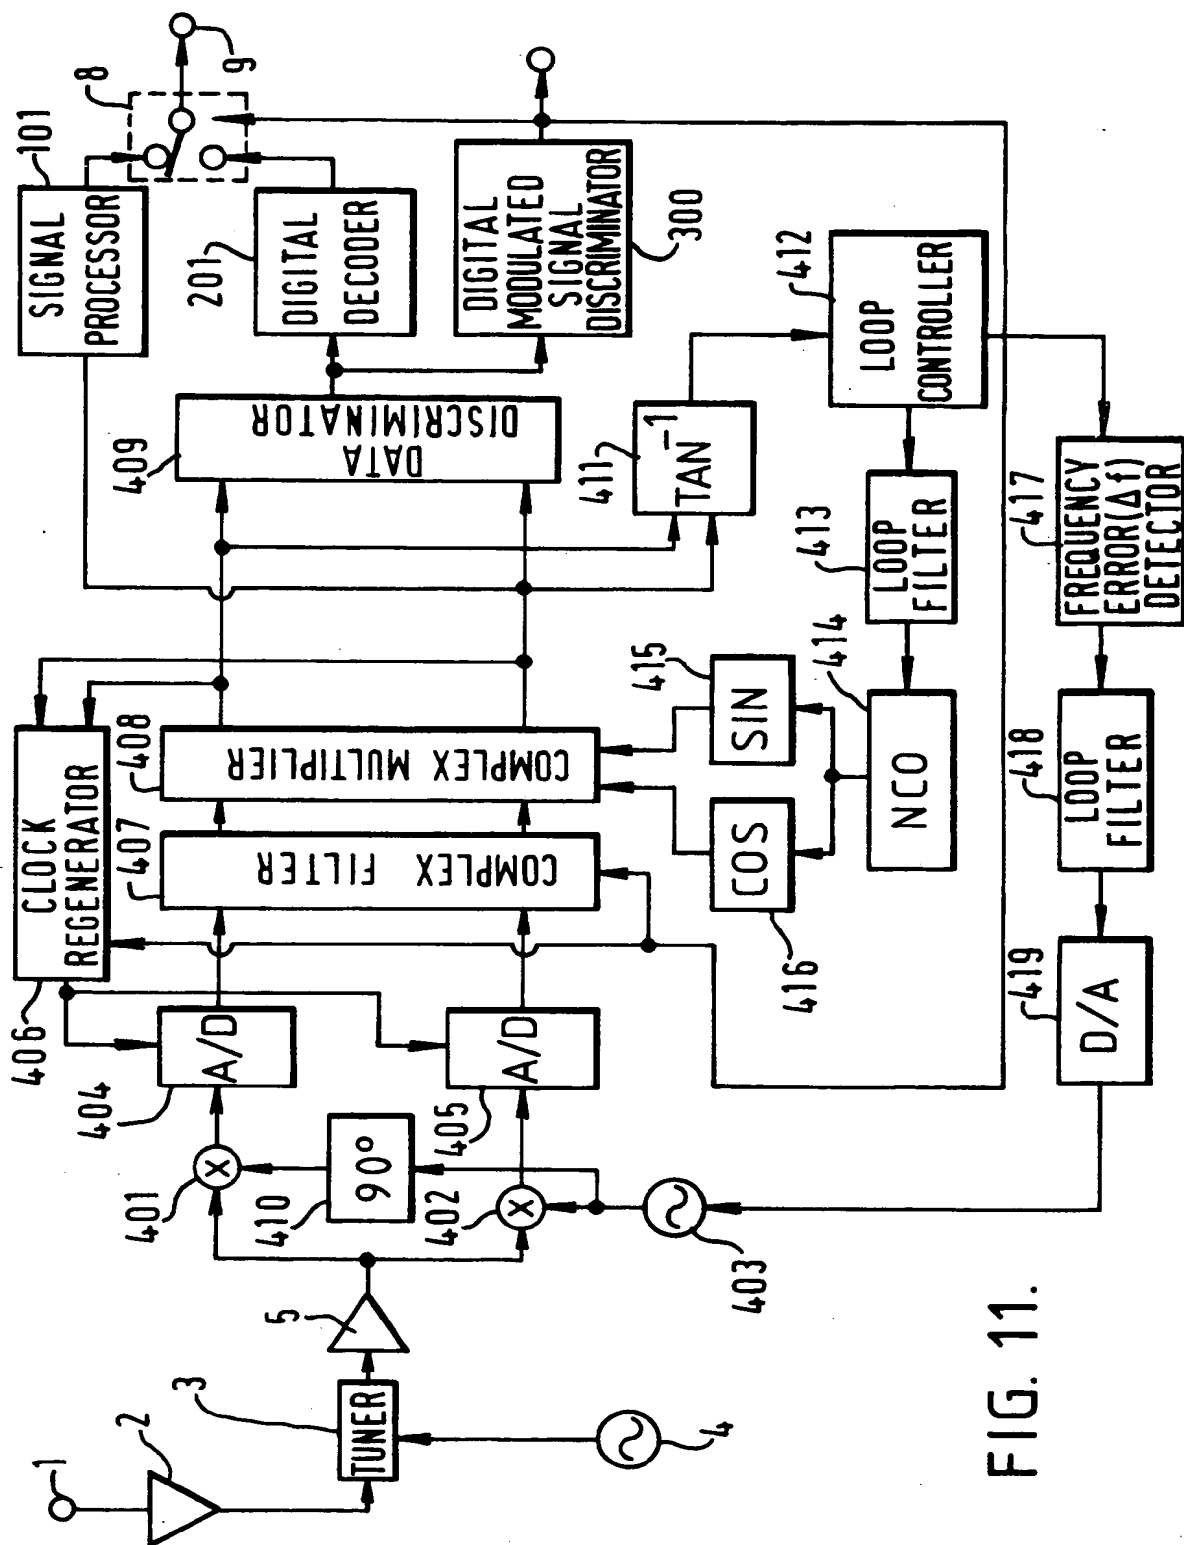 1
2
3
TUNER
4
5
401
×
410
90°
402
×
403
404
A/D
405
A/D
406
CLOCK
REGENERATOR
407
COMPLEX FILTER
408
COMPLEX MULTIPLIER
409
DATA
DISCRIMINATOR
SIGNAL
PROCESSOR
101
201
DIGITAL
DECODER
8
9
DIGITAL
MODULATED
SIGNAL
DISCRIMINATOR
300
411
TAN⁻¹
412
LOOP
CONTROLLER
413
LOOP
FILTER
414
NCO
415
SIN
COS
416
417
FREQUENCY
ERROR(Δf)
DETECTOR
418
LOOP
FILTER
419
D/A
FIG. 11.